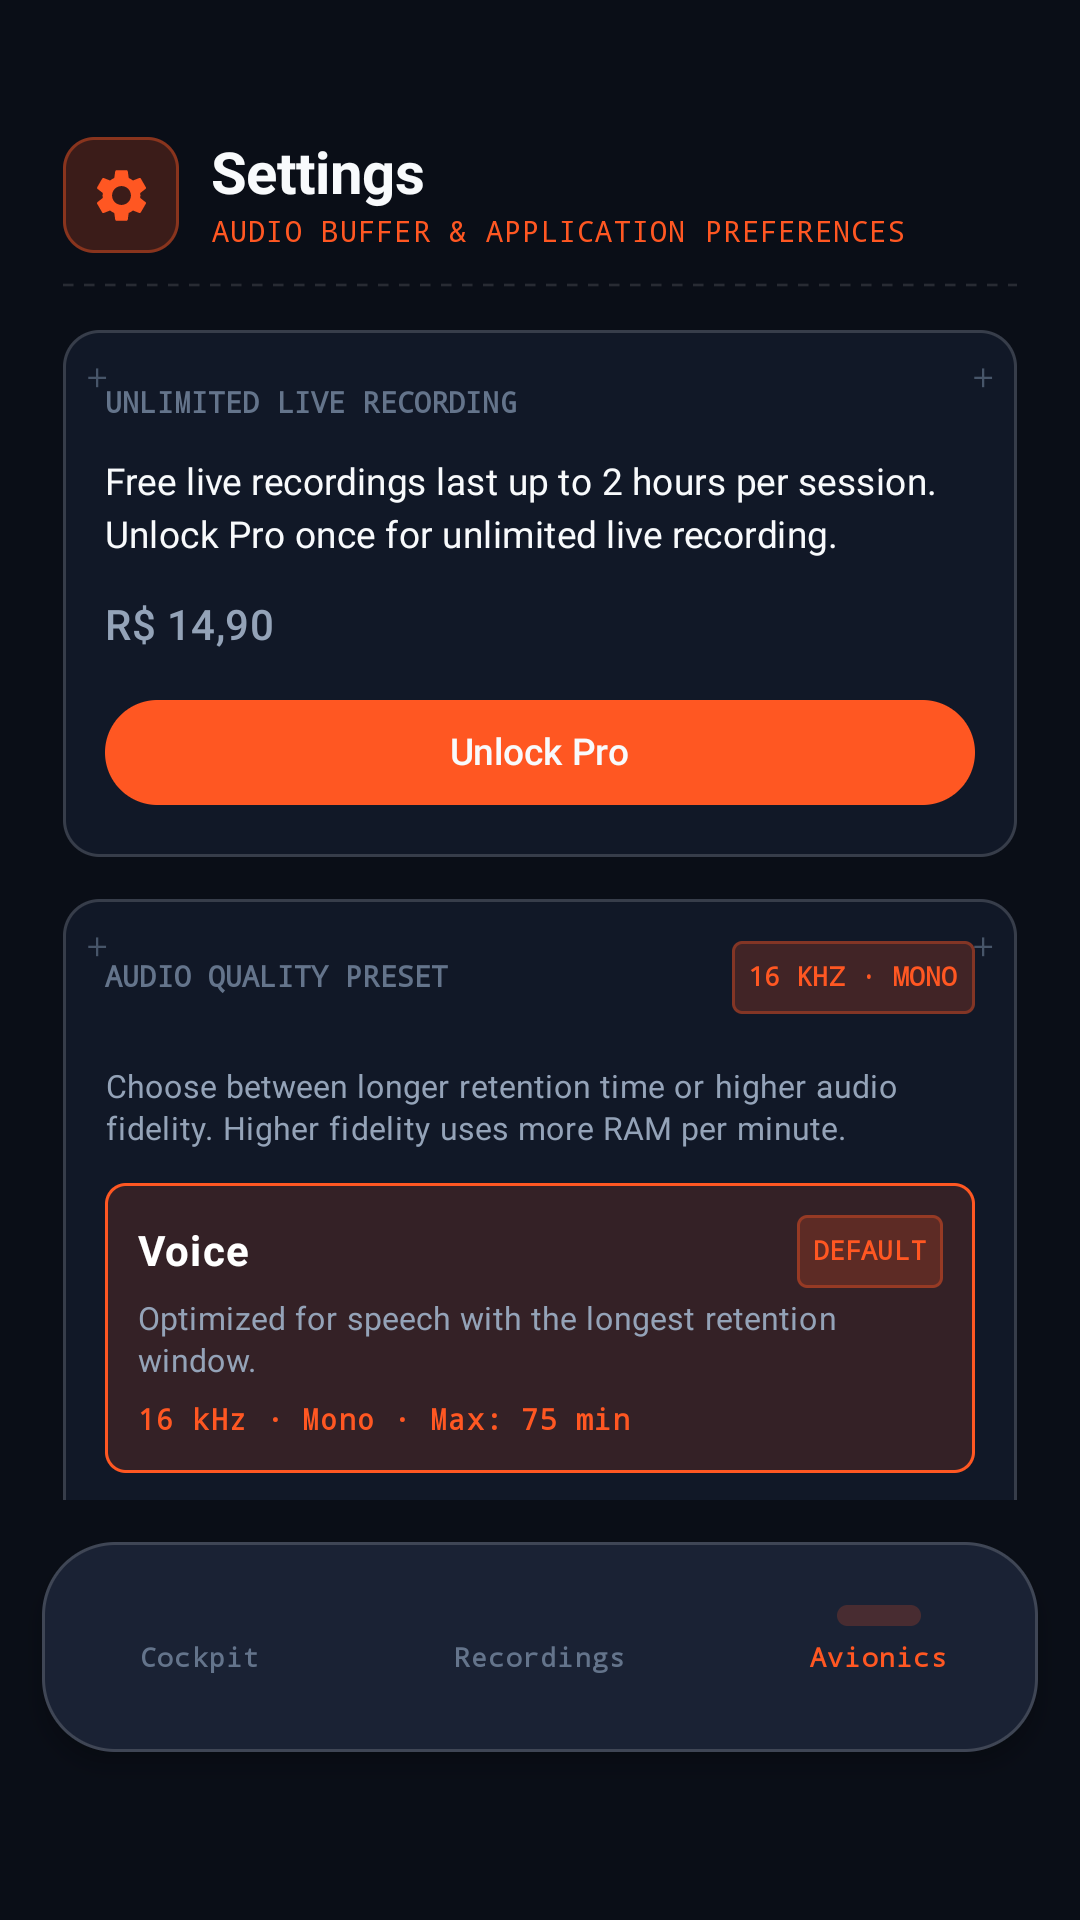 Settings
AUDIO BUFFER & APPLICATION PREFERENCES
UNLIMITED LIVE RECORDING
Free live recordings last up to 2 hours per session.
Unlock Pro once for unlimited live recording.
R$ 14,90
Unlock Pro
AUDIO QUALITY PRESET
16 KHZ · MONO
Choose between longer retention time or higher audio
fidelity. Higher fidelity uses more RAM per minute.
Voice
DEFAULT
Optimized for speech with the longest retention
window.
16 kHz · Mono · Max: 75 min
Cockpit
Recordings
Avionics